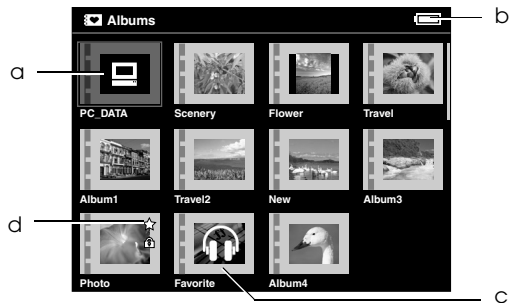 Albums
b
a
PC_DATA Scenery Flower Travel
Album1 Travel2 New Album3
d
Photo Favorite Album4
c